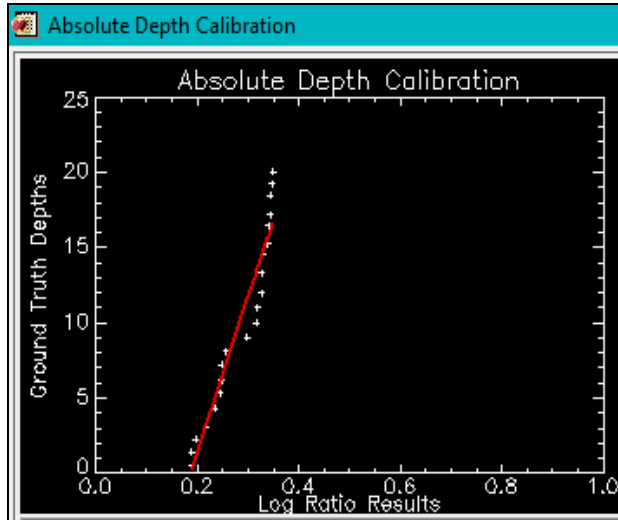 Absolute Depth Calibration
Absolute Depth Calibration
25
20
15
10
5
0
Ground Truth Depths
0.0 0.2 0.4 0.6 0.8 1.0
Log Ratio Results